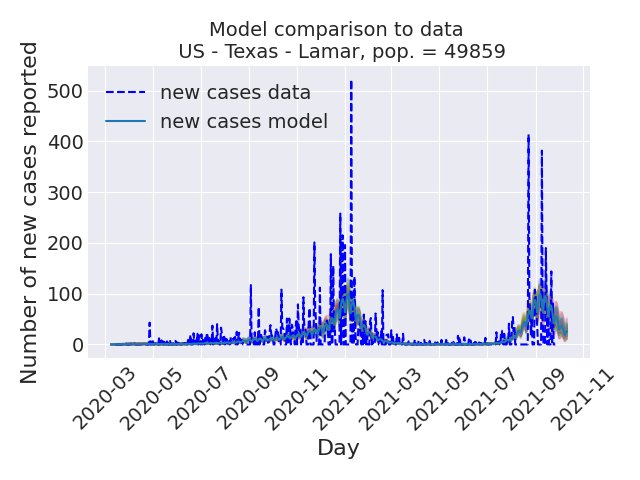 Model comparison to data
US - Texas - Lamar, pop. = 49859
Number of new cases reported
500
400
300
200
100
0
new cases data
new cases model
2020-03
2020-05
2020-07
2020-09
2020-11
2021-01
2021-03
2021-05
2021-07
2021-09
2021-11
Day